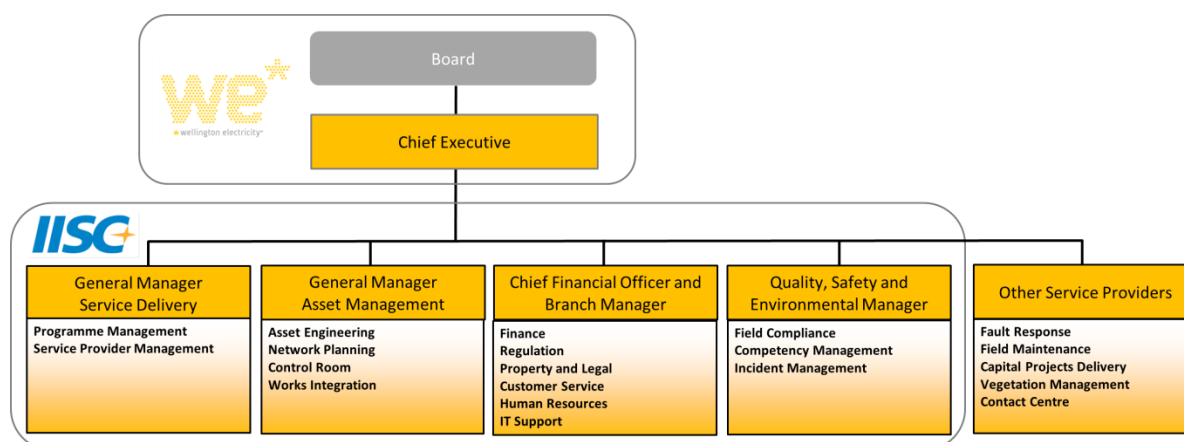 Board
we*
wellington electricity
Chief Executive
IISC
General Manager
Service Delivery
Programme Management
Service Provider Management
General Manager
Asset Management
Asset Engineering
Network Planning
Control Room
Works Integration
Chief Financial Officer and
Branch Manager
Finance
Regulation
Property and Legal
Customer Service
Human Resources
IT Support
Quality, Safety and
Environmental Manager
Field Compliance
Competency Management
Incident Management
Other Service Providers
Fault Response
Field Maintenance
Capital Projects Delivery
Vegetation Management
Contact Centre